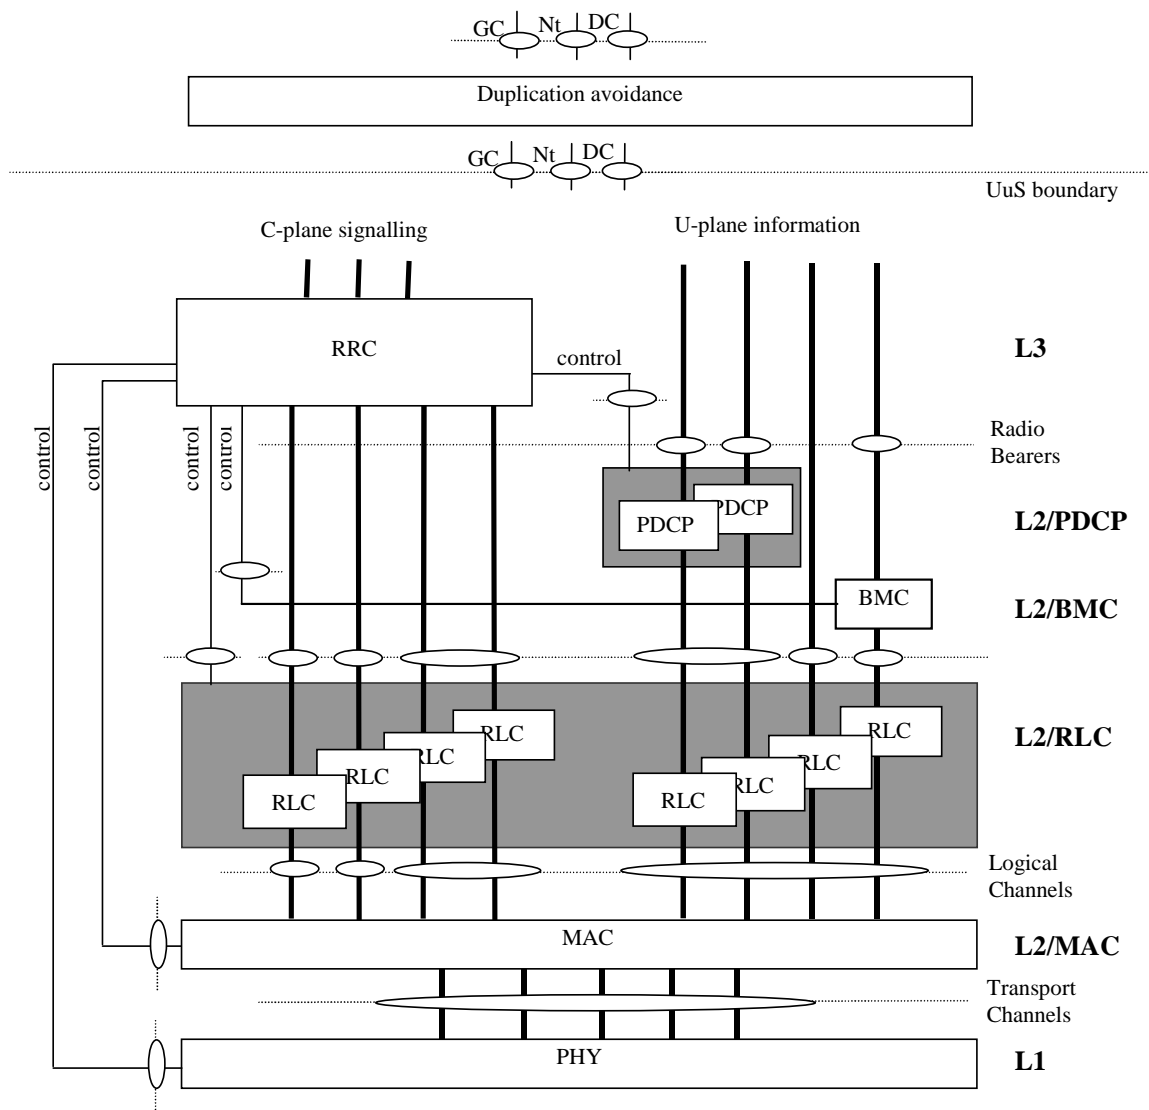 GC Nt DC
Duplication avoidance
GC Nt DC
UuS boundary
C-plane signalling
U-plane information
RRC
control
L3
control
control
control
control
Radio
Bearers
PDCP
PDCP
L2/PDCP
BMC
L2/BMC
RLC
RLC
RLC
RLC
RLC
RLC
RLC
RLC
L2/RLC
Logical
Channels
MAC
L2/MAC
Transport
Channels
PHY
L1